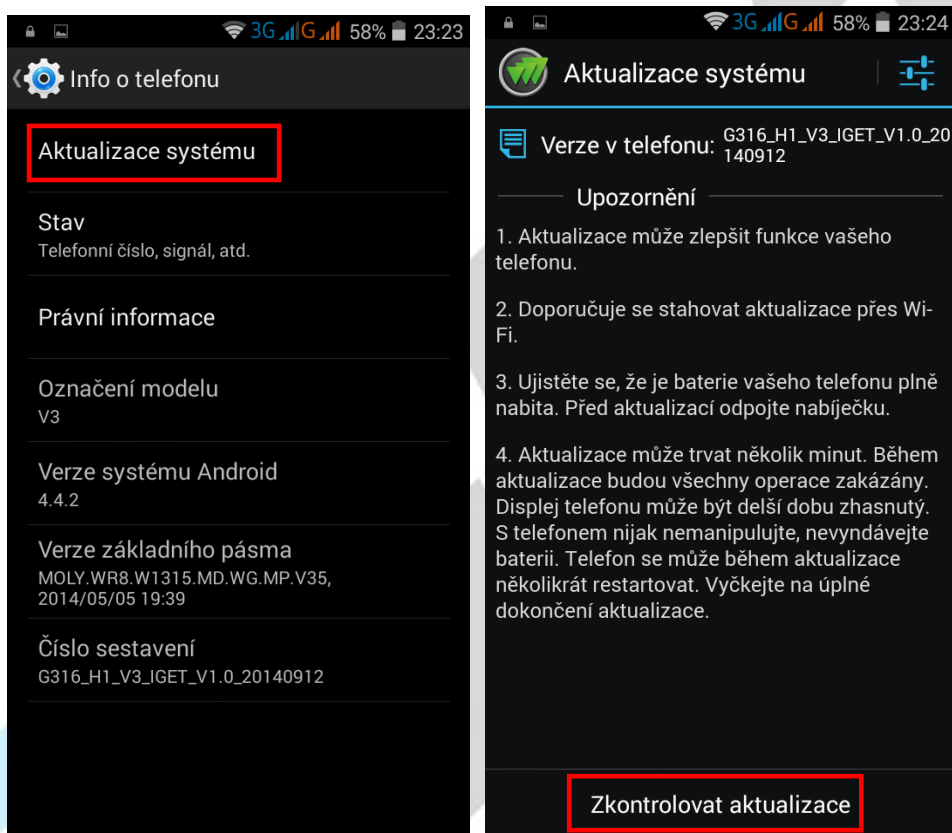 3G G 58% 23:23
Info o telefonu
Aktualizace systému
Stav
Telefonní číslo, signál, atd.
Právní informace
Označení modelu
V3
Verze systému Android
4.4.2
Verze základního pásma
MOLY.WR8.W1315.MD.WG.MP.V35,
2014/05/05 19:39
Číslo sestavení
G316_H1_V3_IGET_V1.0_20140912
3G G 58% 23:24
Aktualizace systému
Verze v telefonu: G316_H1_V3_IGET_V1.0_20
140912
Upozornění
1. Aktualizace může zlepšit funkce vašeho
telefonu.
2. Doporučuje se stahovat aktualizace přes Wi-
Fi.
3. Ujistěte se, že je baterie vašeho telefonu plně
nabita. Před aktualizací odpojte nabíječku.
4. Aktualizace může trvat několik minut. Během
aktualizace budou všechny operace zakázány.
Displej telefonu může být delší dobu zhasnutý.
S telefonem nijak nemanipulujte, nevyndávejte
baterii. Telefon se může během aktualizace
několikrát restartovat. Vyčkejte na úplné
dokončení aktualizace.
Zkontrolovat aktualizace